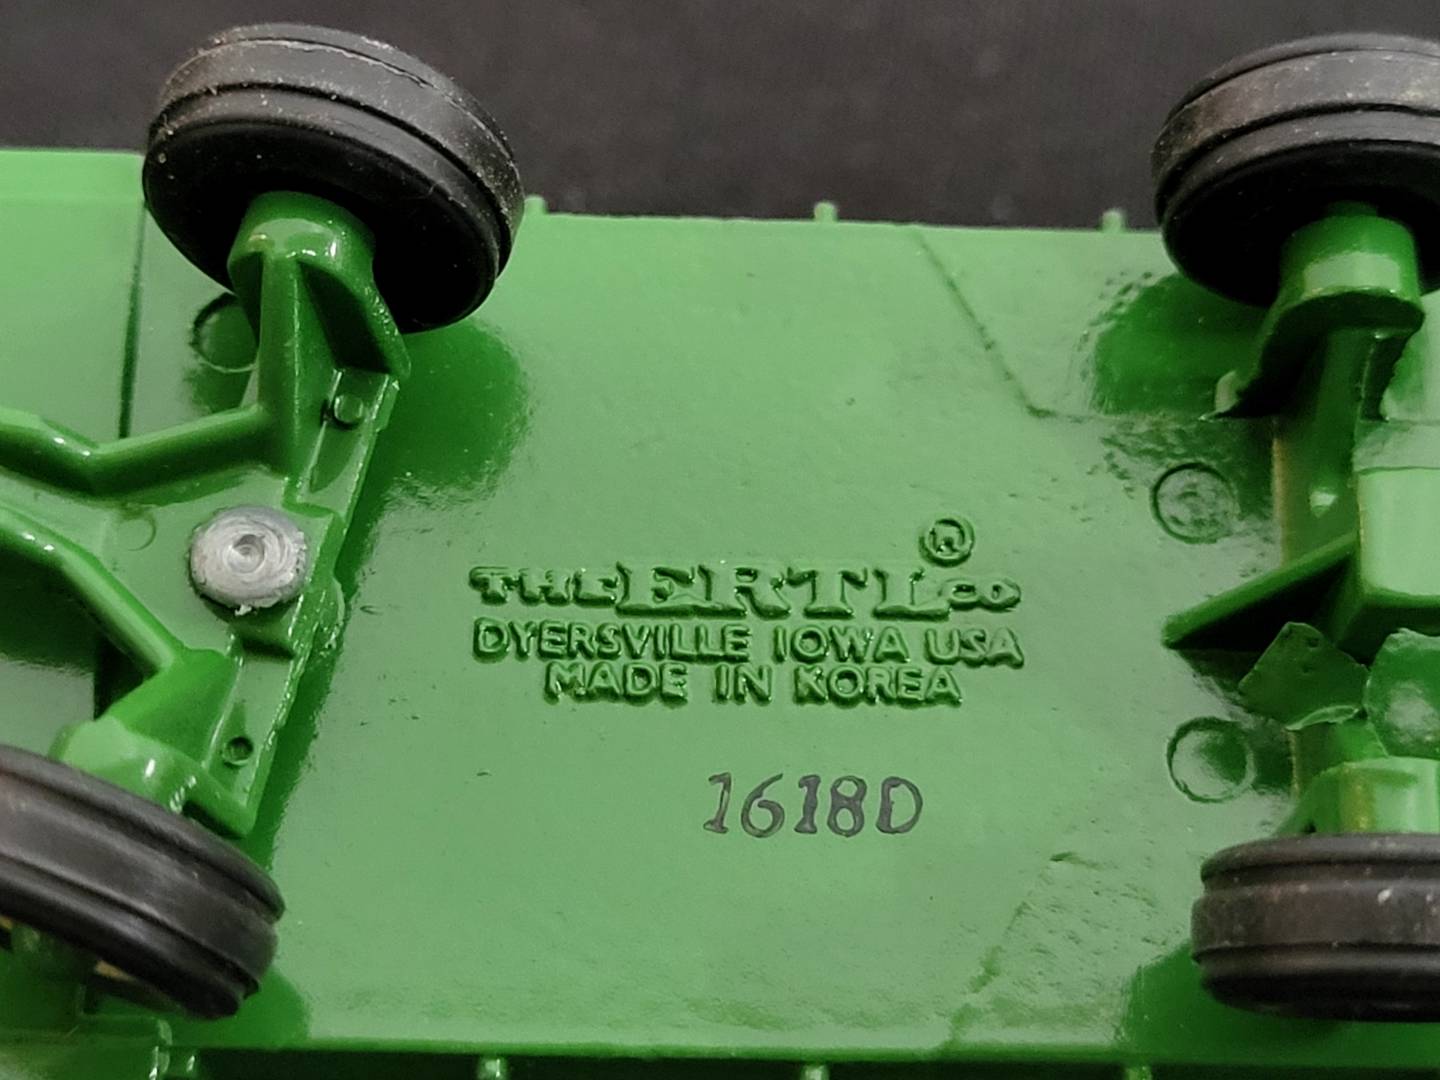 ®
THE ERTL CO
DYERSVILLE IOWA USA
MADE IN KOREA
1618D